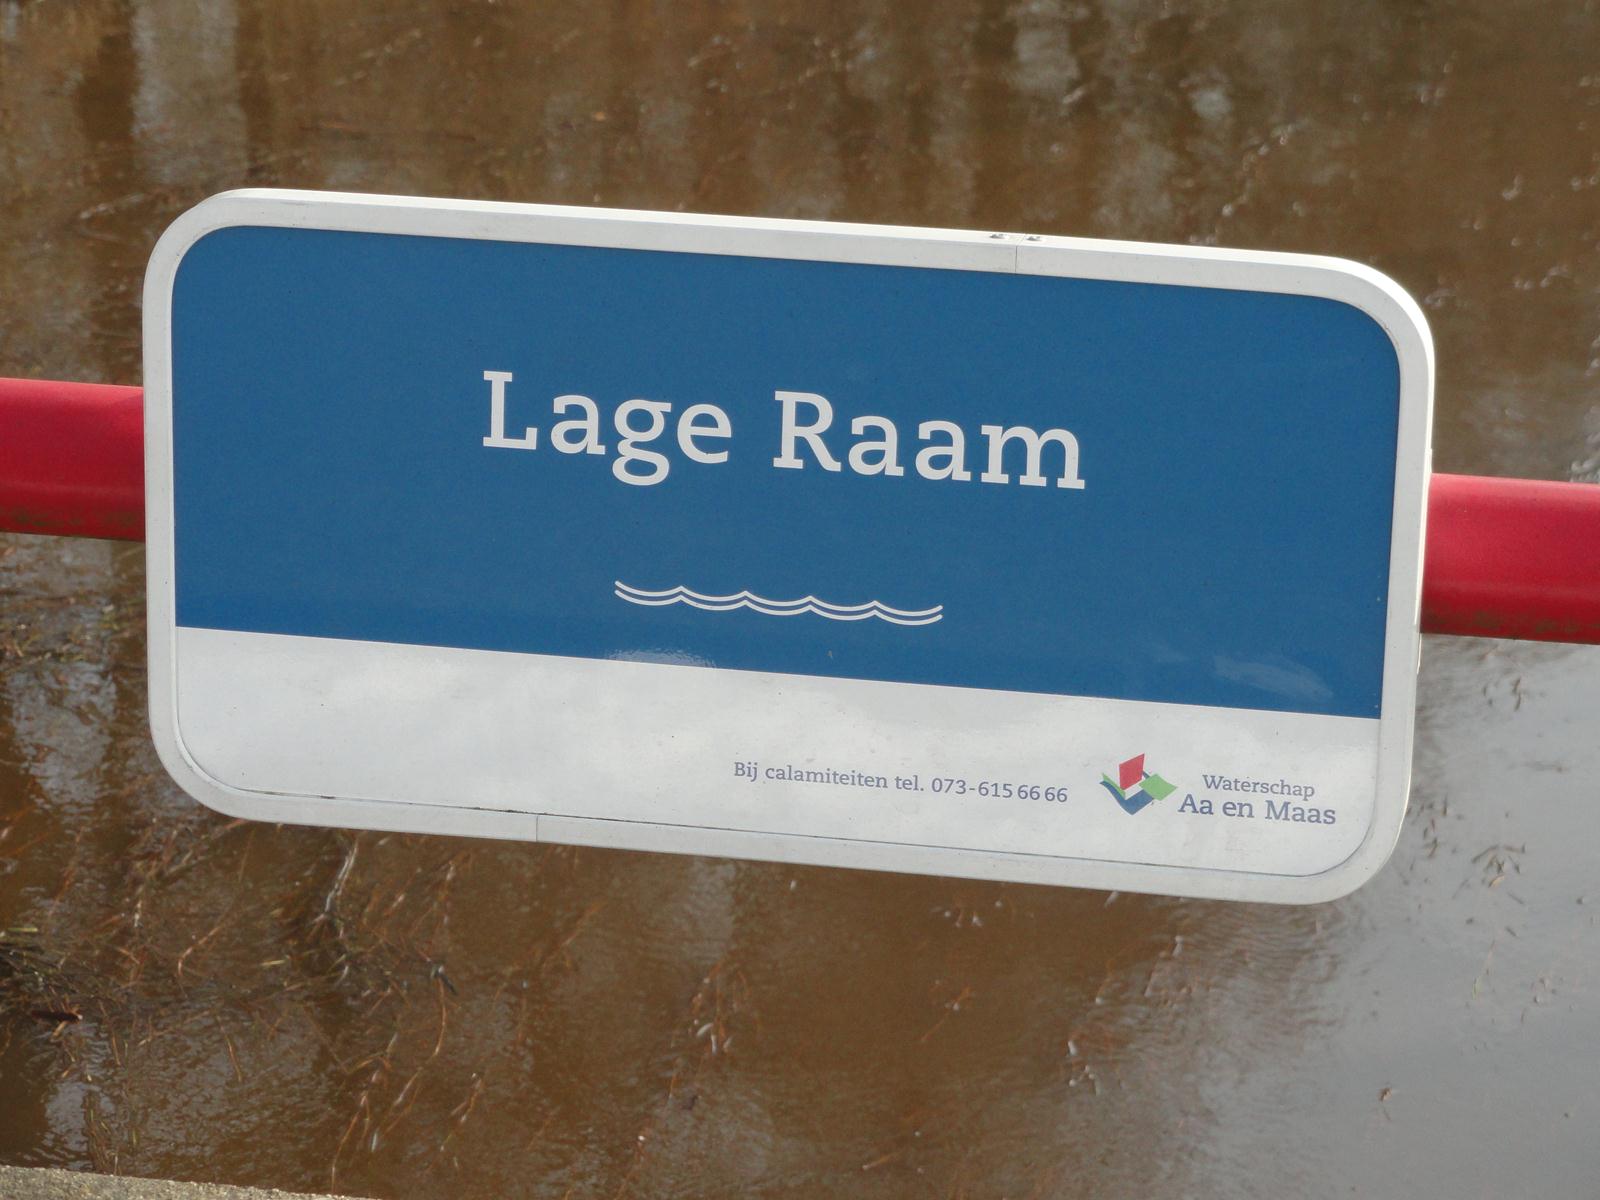 Lage Raam
Bij calamiteiten tel. 073-615 66 66
Waterschap
Aa en Maas